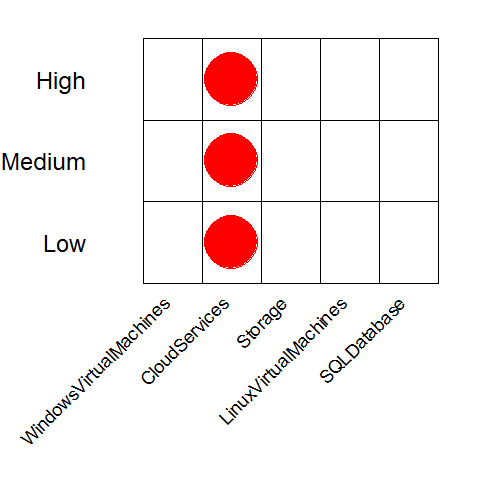 High
Medium
Low
WindowsVirtualMachines
CloudServices
Storage
LinuxVirtualMachines
SQLDatabase